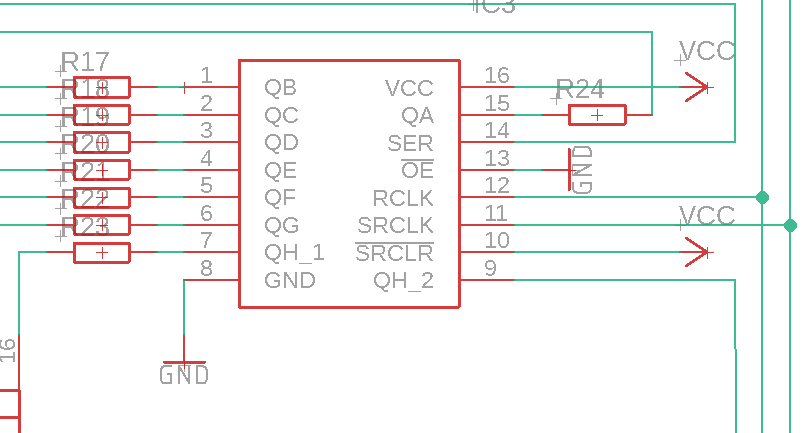 IC3
R17
R18
R19
R20
R21
R22
R23
1 QB VCC 16 VCC
2 QC QA 15 R24
3 QD SER 14
4 QE OE 13 GND
5 QF RCLK 12
6 QG SRCLK 11 VCC
7 QH_1 SRCLR 10
8 GND QH_2 9
16
GND